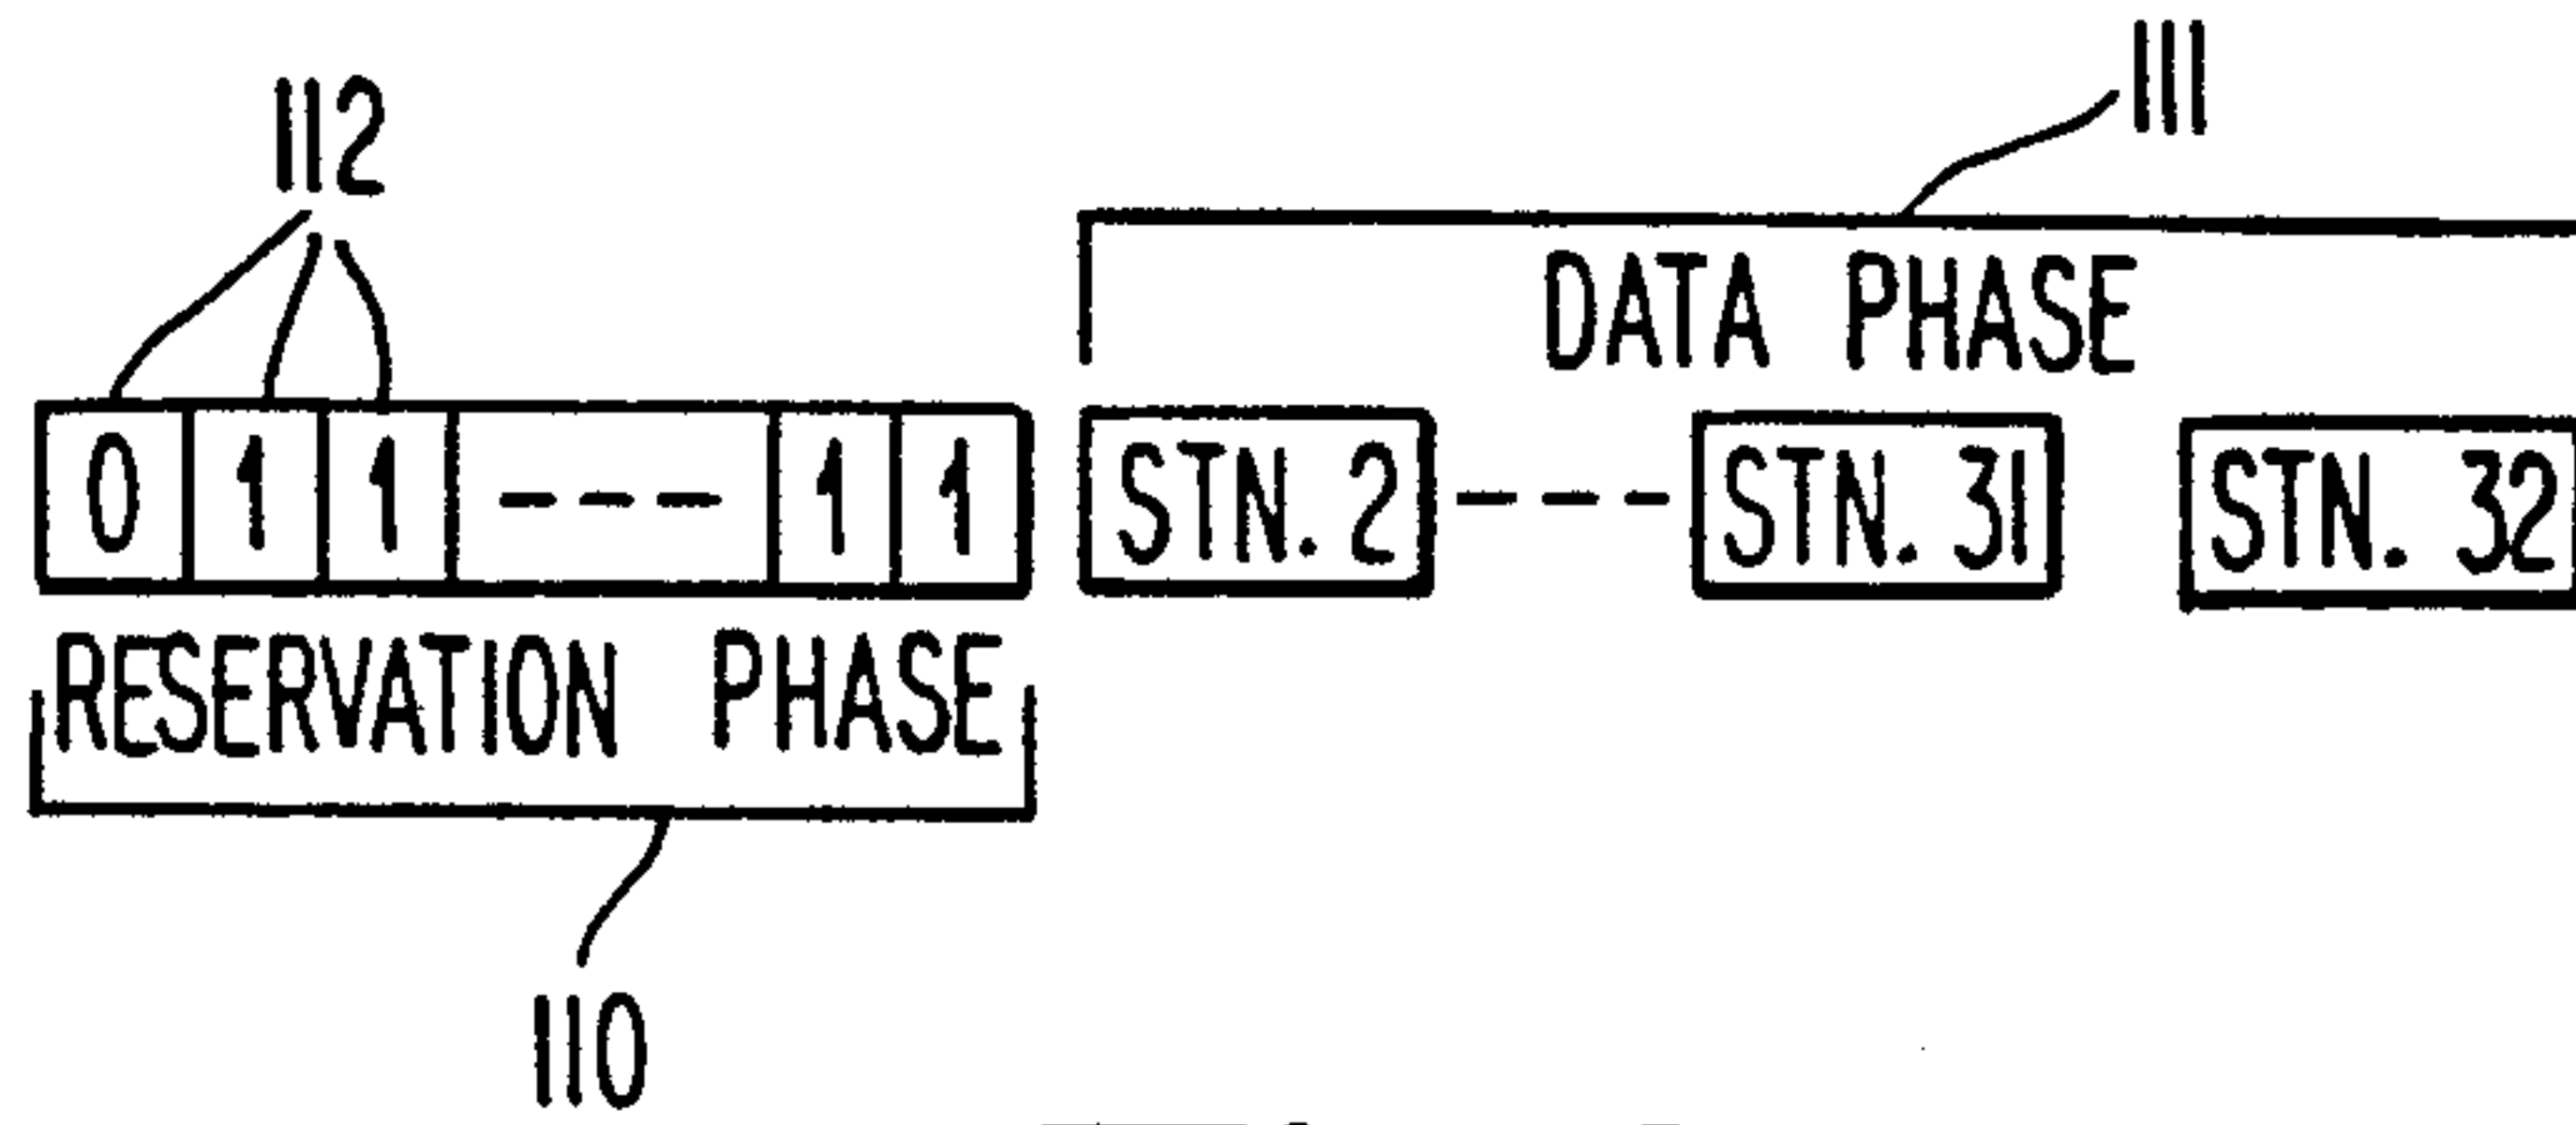 111
112
DATA PHASE
0 1 1 --- 1 1 STN. 2 --- STN. 31 STN. 32
RESERVATION PHASE
110